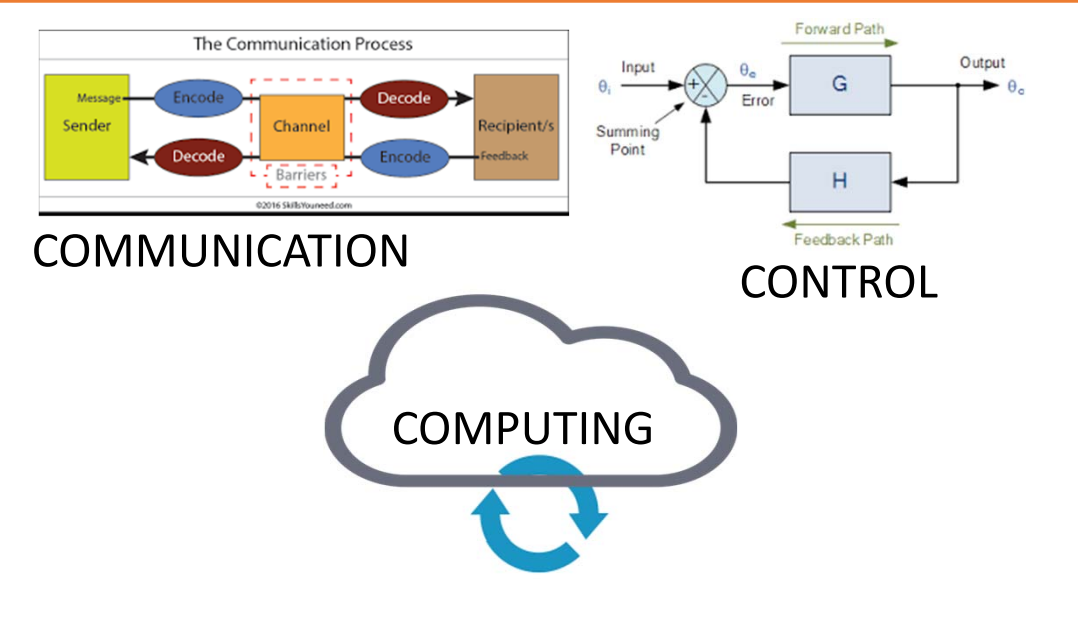 The Communication Process
Message
Sender
Encode
Decode
Channel
Barriers
Decode
Encode
Recipient/s
Feedback
©2016 SkillsYouneed.com
COMMUNICATION
Forward Path
Input
θi
+
-
θe
Error
G
Output
θc
Summing
Point
H
Feedback Path
CONTROL
COMPUTING